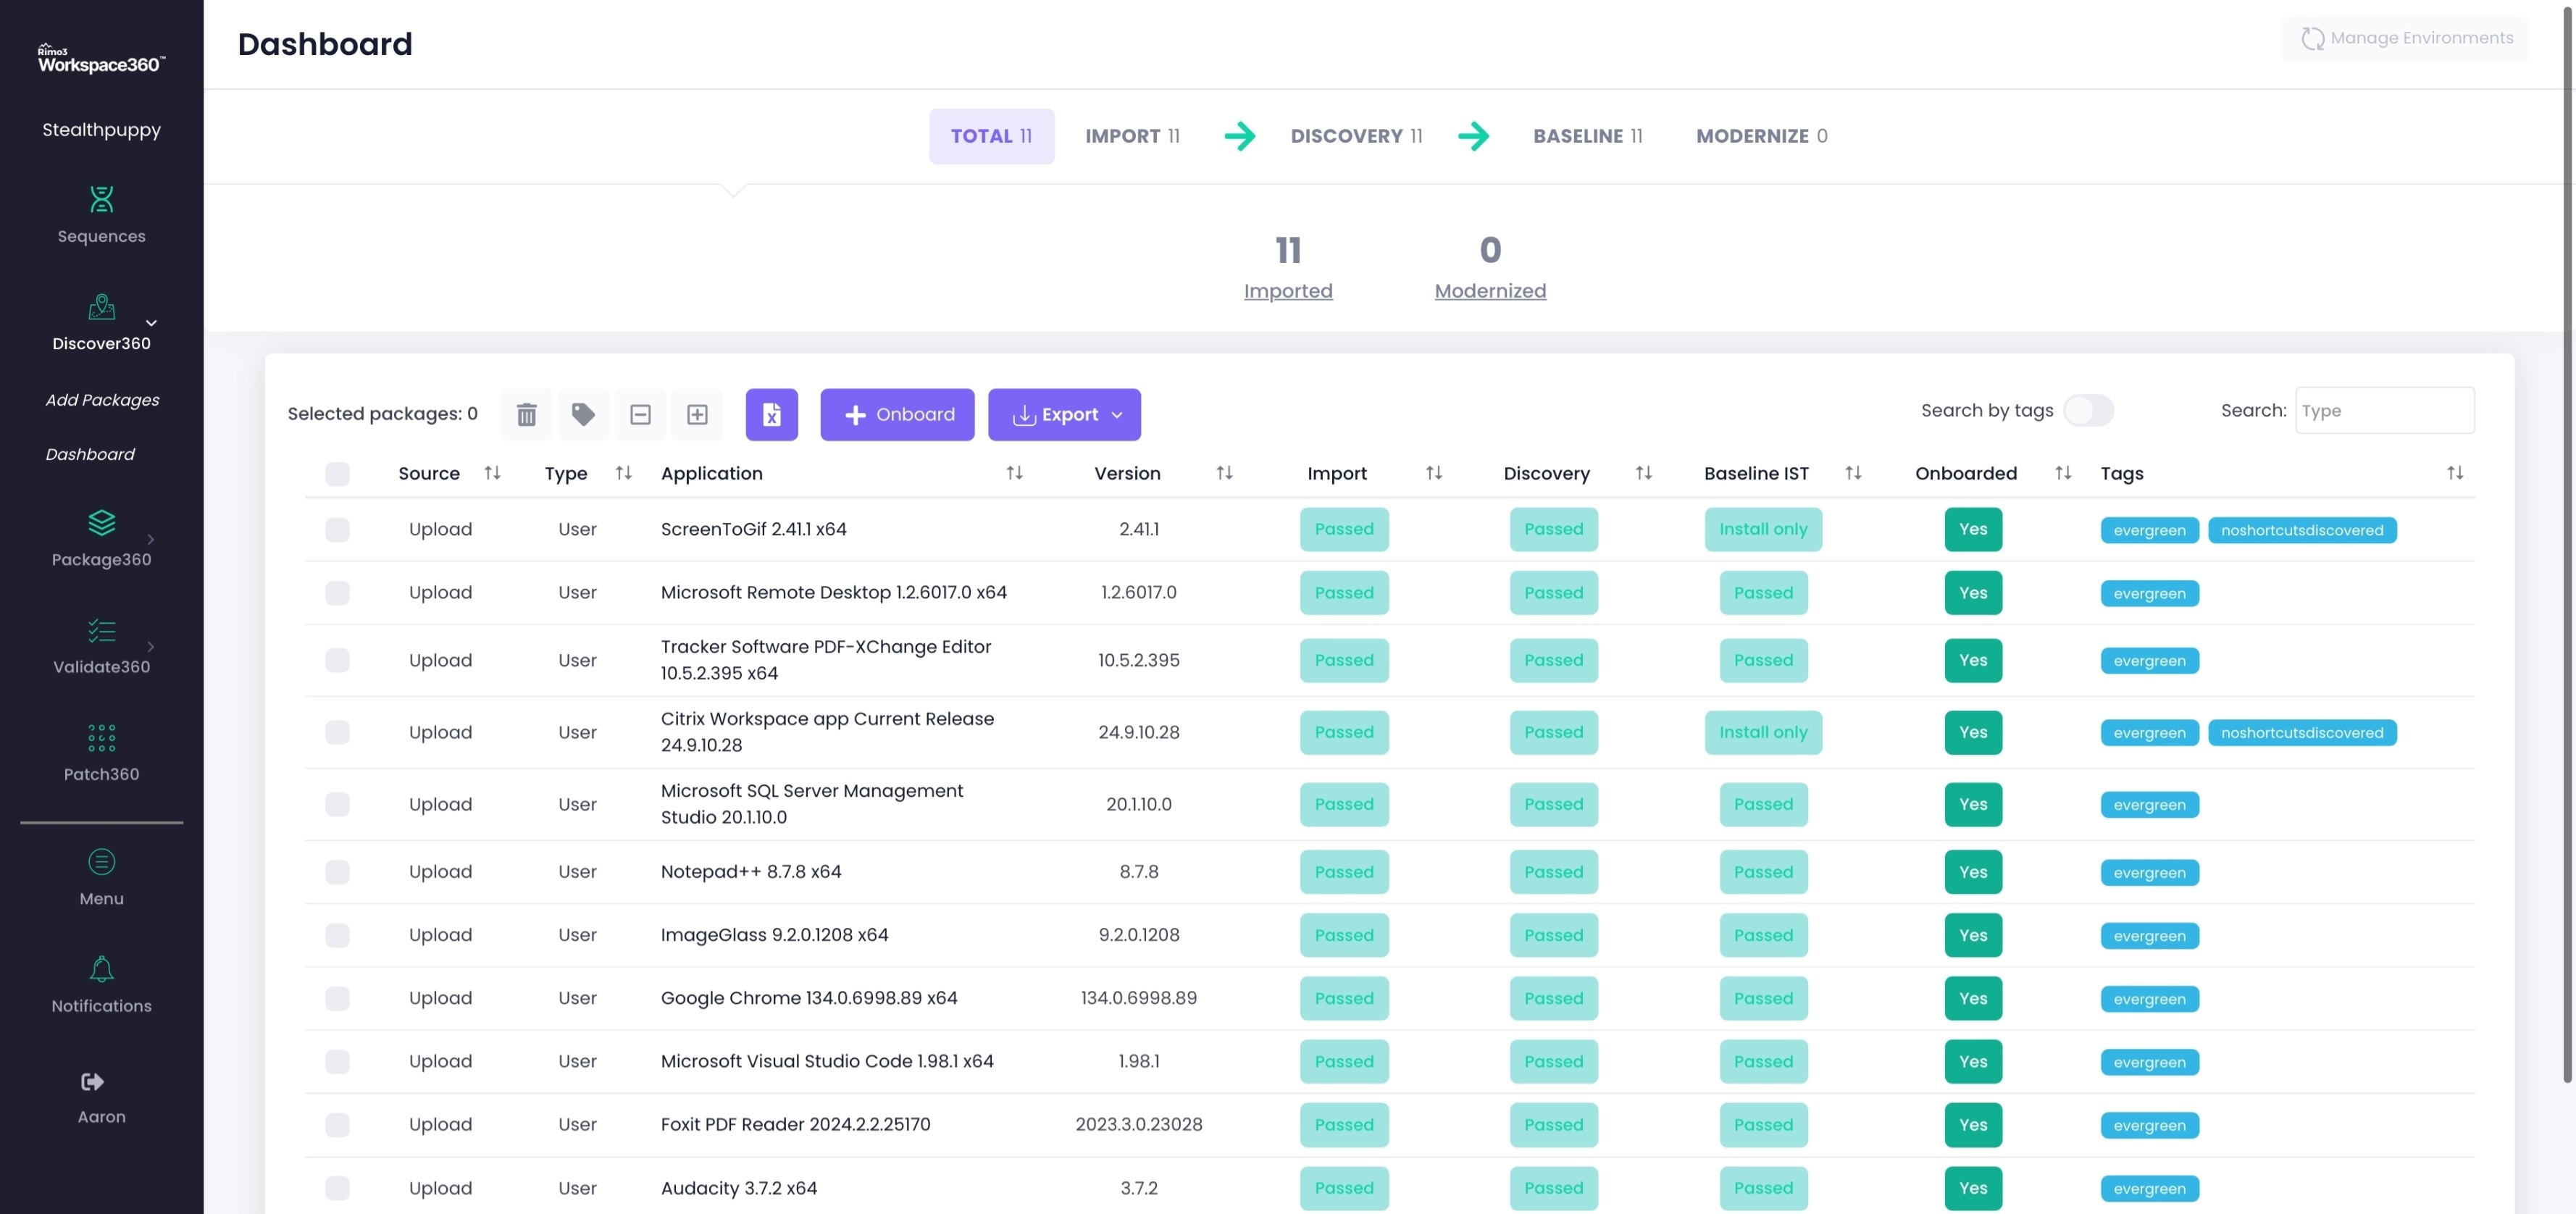 Rimo3
Workspace360™
Stealthpuppy
Sequences
Discover360
Add Packages
Dashboard
Package360
Validate360
Patch360
Menu
Notifications
Aaron
Dashboard
Manage Environments
TOTAL 11 IMPORT 11 DISCOVERY 11 BASELINE 11 MODERNIZE 0
11 0
Imported Modernized
Selected packages: 0 Onboard Export Search by tags Search: Type
Source Type Application Version Import Discovery Baseline IST Onboarded Tags
Upload User ScreenToGif 2.41.1 x64 2.41.1 Passed Passed Install only Yes evergreen noshortcutsdiscovered
Upload User Microsoft Remote Desktop 1.2.6017.0 x64 1.2.6017.0 Passed Passed Passed Yes evergreen
Upload User Tracker Software PDF-XChange Editor
10.5.2.395 x64 10.5.2.395 Passed Passed Passed Yes evergreen
Upload User Citrix Workspace app Current Release
24.9.10.28 24.9.10.28 Passed Passed Install only Yes evergreen noshortcutsdiscovered
Upload User Microsoft SQL Server Management
Studio 20.1.10.0 20.1.10.0 Passed Passed Passed Yes evergreen
Upload User Notepad++ 8.7.8 x64 8.7.8 Passed Passed Passed Yes evergreen
Upload User ImageGlass 9.2.0.1208 x64 9.2.0.1208 Passed Passed Passed Yes evergreen
Upload User Google Chrome 134.0.6998.89 x64 134.0.6998.89 Passed Passed Passed Yes evergreen
Upload User Microsoft Visual Studio Code 1.98.1 x64 1.98.1 Passed Passed Passed Yes evergreen
Upload User Foxit PDF Reader 2024.2.2.25170 2023.3.0.23028 Passed Passed Passed Yes evergreen
Upload User Audacity 3.7.2 x64 3.7.2 Passed Passed Passed Yes evergreen